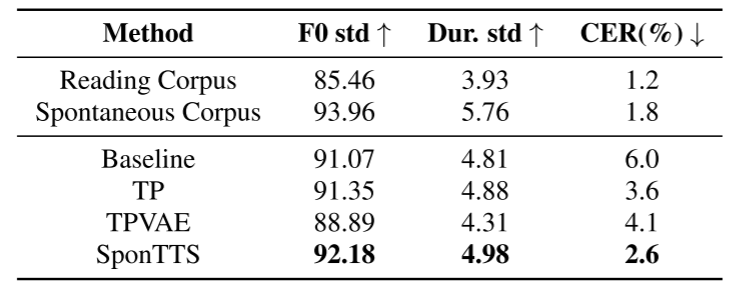 Method F0 std ↑ Dur. std ↑ CER(%) ↓
Reading Corpus 85.46 3.93 1.2
Spontaneous Corpus 93.96 5.76 1.8
Baseline 91.07 4.81 6.0
TP 91.35 4.88 3.6
TPVAE 88.89 4.31 4.1
SponTTS 92.18 4.98 2.6